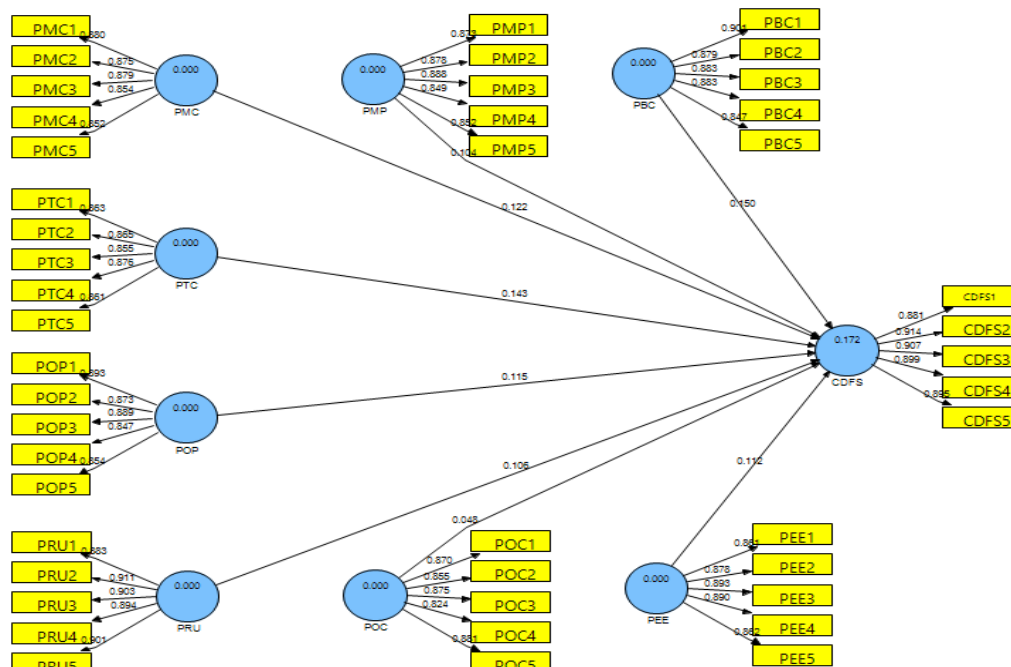 PMC1
PMC2
PMC3
PMC4
PMC5
0.880
0.875
0.879
0.854
0.852
0.000
PMC
PMP1
PMP2
PMP3
PMP4
PMP5
0.873
0.878
0.888
0.849
0.852
0.000
PMP
0.104
PBC1
PBC2
PBC3
PBC4
PBC5
0.901
0.879
0.883
0.883
0.847
0.000
PBC
0.150
0.122
PTC1
PTC2
PTC3
PTC4
PTC5
0.863
0.865
0.855
0.876
0.861
0.000
PTC
0.143
CDFS1
CDFS2
CDFS3
CDFS4
CDFS5
0.881
0.914
0.907
0.899
0.895
0.172
CDFS
POP1
POP2
POP3
POP4
POP5
0.893
0.873
0.889
0.847
0.854
0.000
POP
0.115
0.106
0.048
0.112
PRU1
PRU2
PRU3
PRU4
PRU5
0.883
0.911
0.903
0.894
0.901
0.000
PRU
POC1
POC2
POC3
POC4
POC5
0.870
0.855
0.875
0.824
0.881
0.000
POC
PEE1
PEE2
PEE3
PEE4
PEE5
0.861
0.878
0.893
0.890
0.862
0.000
PEE